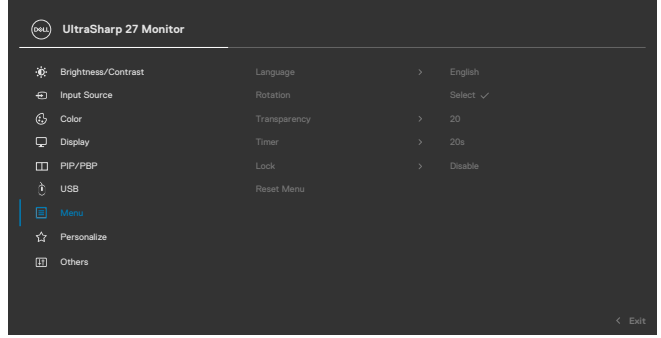 DELL
UltraSharp 27 Monitor
Brightness/Contrast
Language > English
Input Source
Rotation Select ✓
Color
Transparency > 20
Display
Timer > 20s
PIP/PBP
Lock > Disable
USB
Reset Menu
Menu
Personalize
Others
< Exit